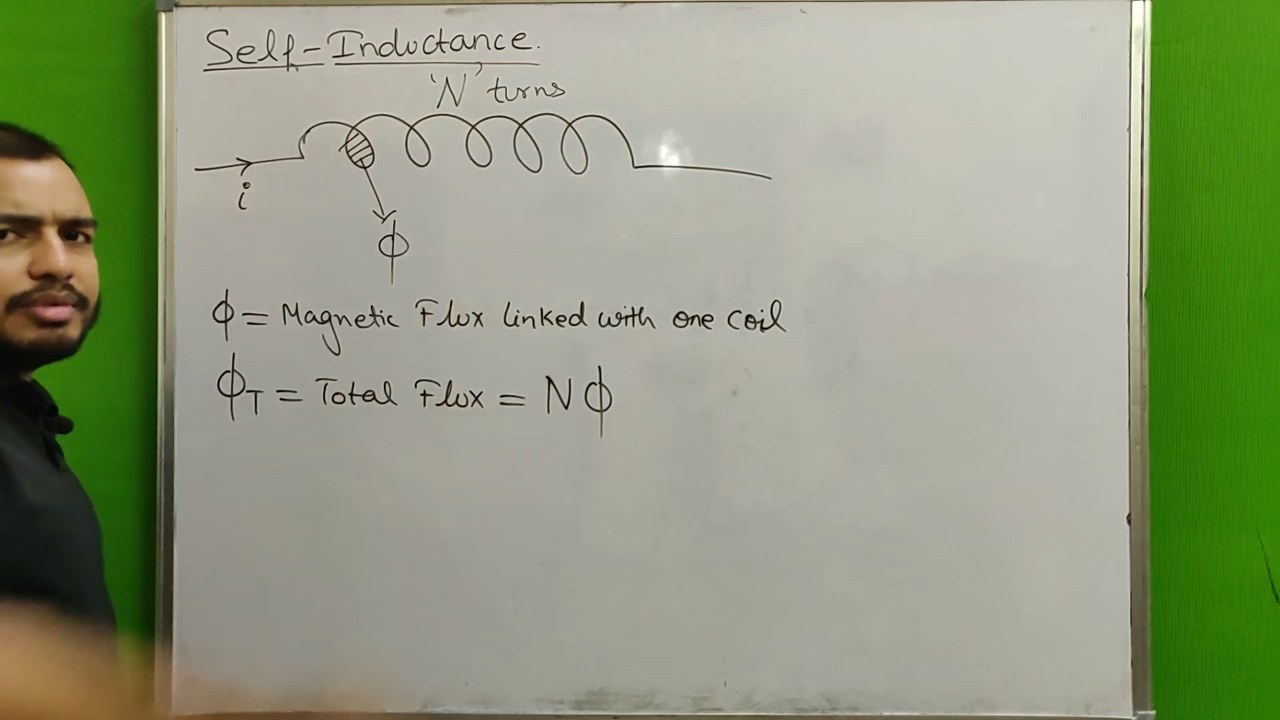 Self-Inductance.
'N' turns
i
ϕ
ϕ = Magnetic Flux linked with one coil
ϕT = Total Flux = Nϕ